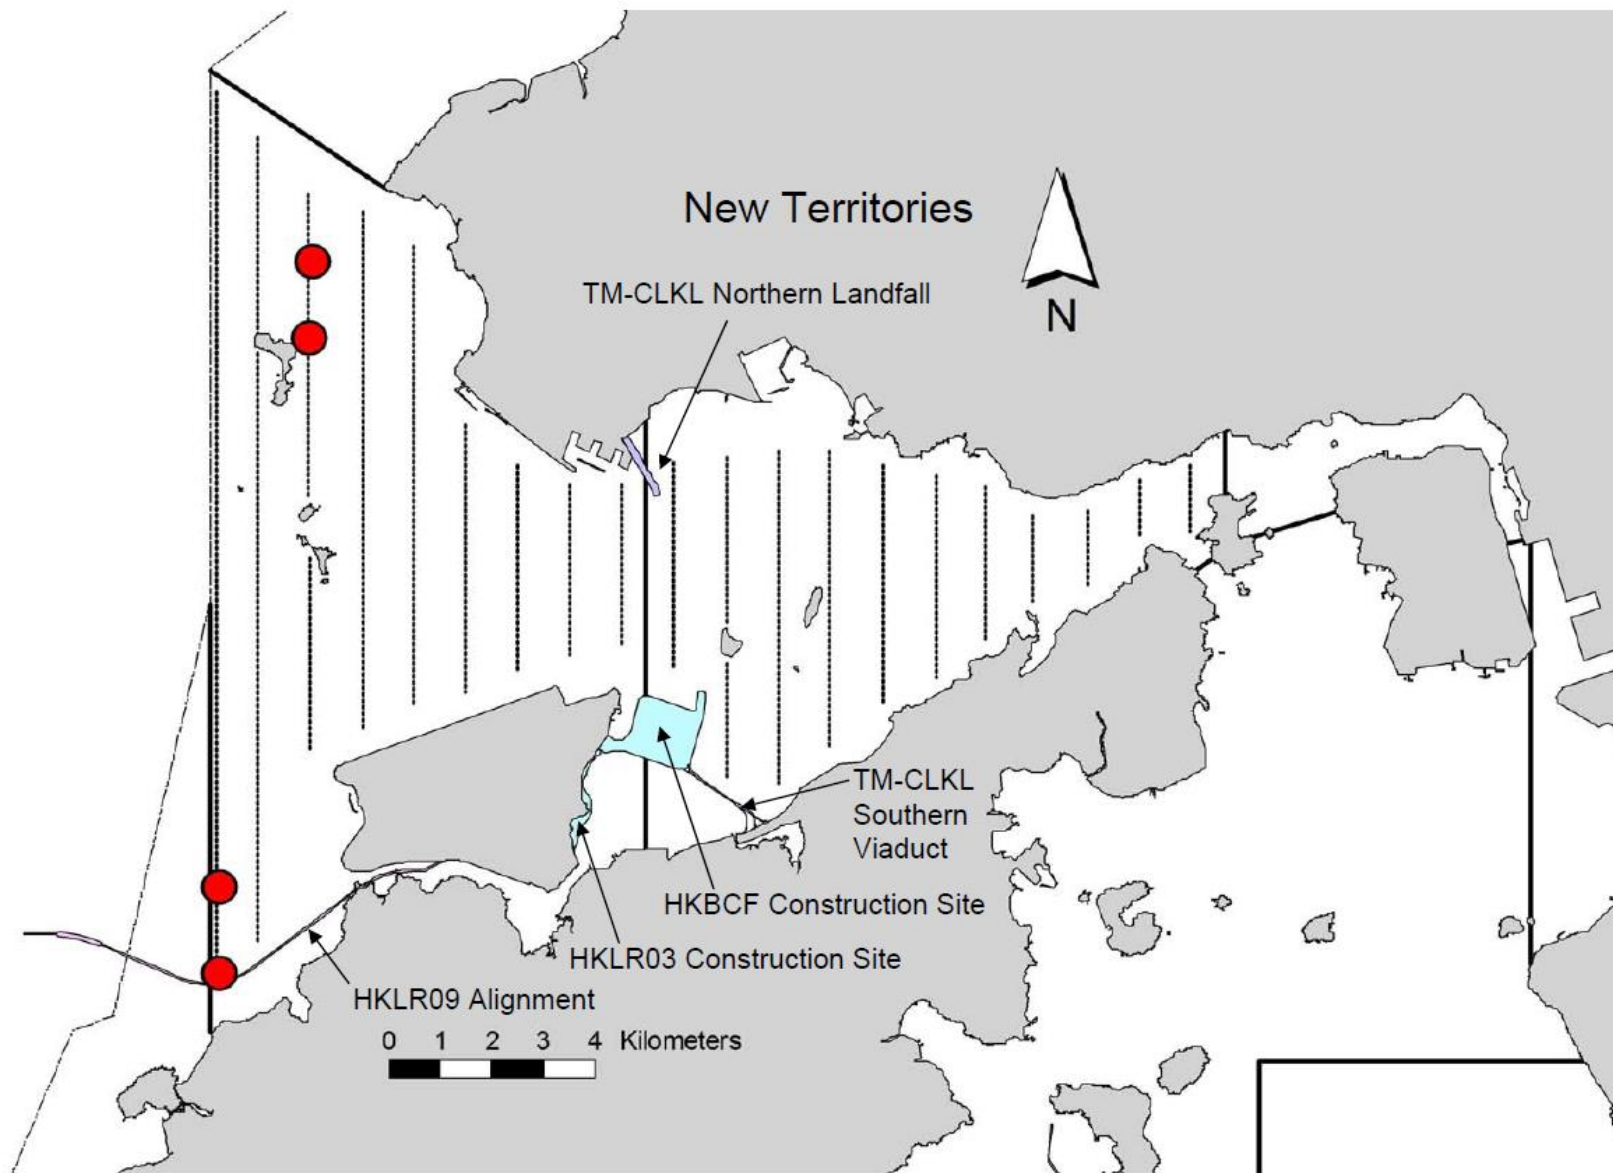 New Territories
TM-CLKL Northern Landfall
N
TM-CLKL
Southern
Viaduct
HKBCF Construction Site
HKLR03 Construction Site
HKLR09 Alignment
0 1 2 3 4 Kilometers